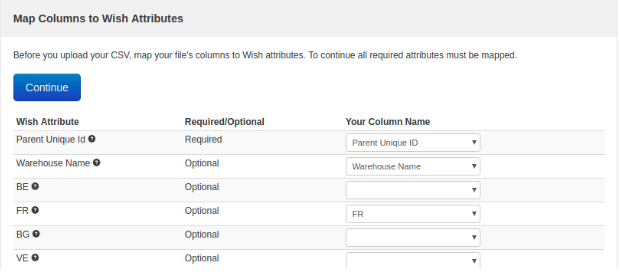 Map Columns to Wish Attributes
Before you upload your CSV, map your file's columns to Wish attributes. To continue all required attributes must be mapped.
Continue
Wish Attribute Required/Optional Your Column Name
Parent Unique Id Required Parent Unique ID
Warehouse Name Optional Warehouse Name
BE Optional
FR Optional FR
BG Optional
VE Optional